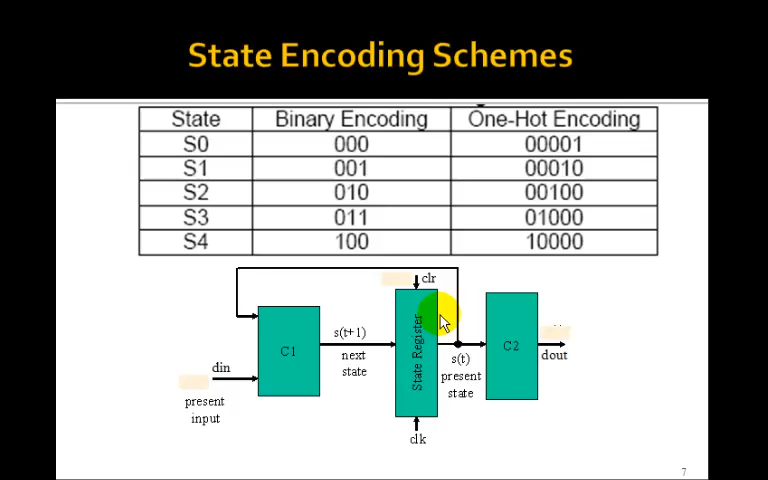 State Encoding Schemes
State Binary Encoding One-Hot Encoding
S0 000 00001
S1 001 00010
S2 010 00100
S3 011 01000
S4 100 10000
clr
s(t+1)
C1
State Register
C2
next
state
s(t)
present
state
dout
din
present
input
clk
7